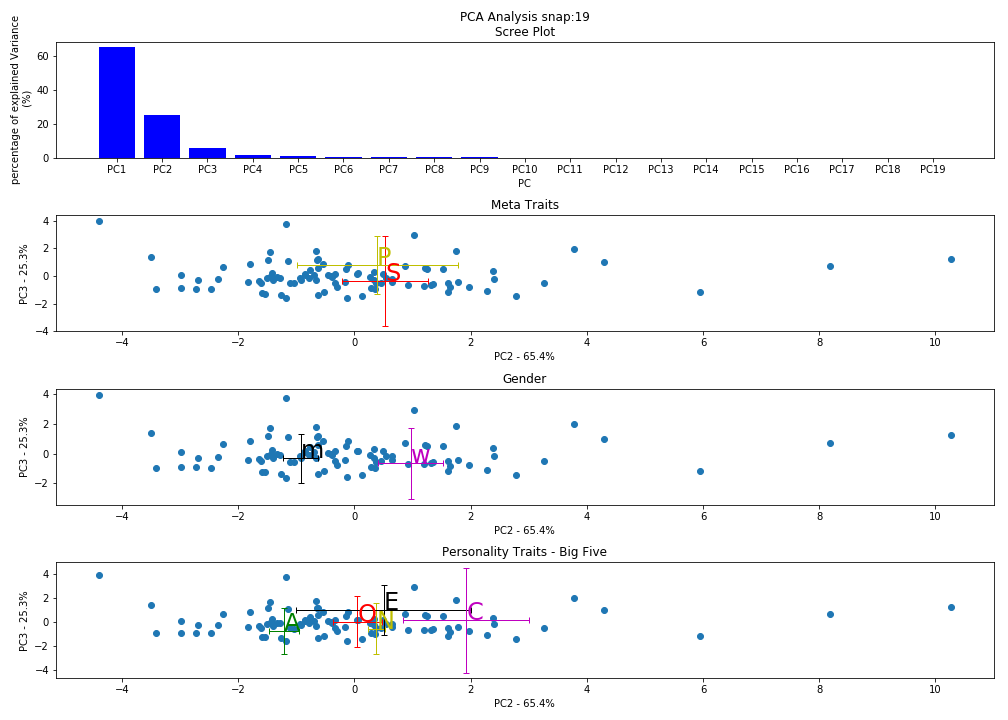 PCA Analysis snap:19
Scree Plot
percentage of explained Variance
(%)
60
40
20
0
PC1 PC2 PC3 PC4 PC5 PC6 PC7 PC8 PC9 PC10 PC11 PC12 PC13 PC14 PC15 PC16 PC17 PC18 PC19
PC
Meta Traits
PC3 - 25.3%
4
2
0
−2
−4
P
S
−4 −2 0 2 4 6 8 10
PC2 - 65.4%
Gender
PC3 - 25.3%
4
2
0
−2
m
w
−4 −2 0 2 4 6 8 10
PC2 - 65.4%
Personality Traits - Big Five
PC3 - 25.3%
4
2
0
−2
−4
A
O
E
N
C
−4 −2 0 2 4 6 8 10
PC2 - 65.4%